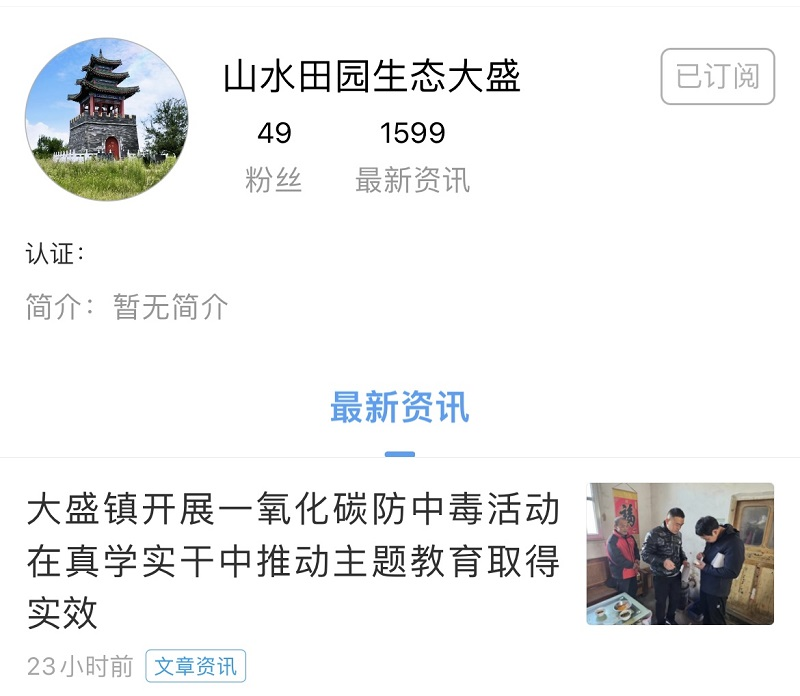 山水田园生态大盛
已订阅
49
1599
粉丝
最新资讯
认证：
简介：暂无简介
最新资讯
大盛镇开展一氧化碳防中毒活动
在真学实干中推动主题教育取得
实效
福
23小时前
文章资讯